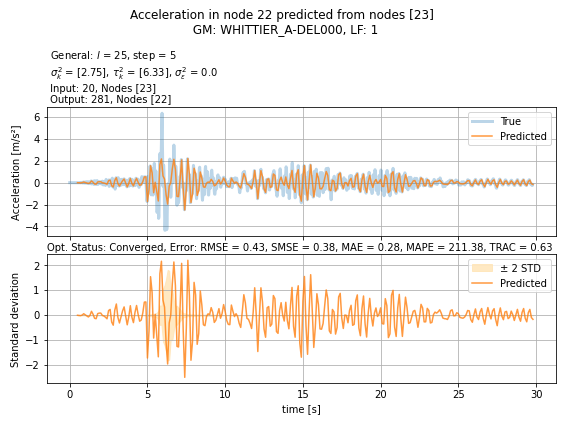 Acceleration in node 22 predicted from nodes [23]
GM: WHITTIER_A-DEL000, LF: 1
General: l = 25, step = 5
σ²ₖ = [2.75], τ²ₖ = [6.33], σ²ε = 0.0
Input: 20, Nodes [23]
Output: 281, Nodes [22]
Acceleration [m/s²]
6
4
2
0
−2
−4
True
Predicted
Opt. Status: Converged, Error: RMSE = 0.43, SMSE = 0.38, MAE = 0.28, MAPE = 211.38, TRAC = 0.63
Standard deviation
2
1
0
−1
−2
± 2 STD
Predicted
0 5 10 15 20 25 30
time [s]